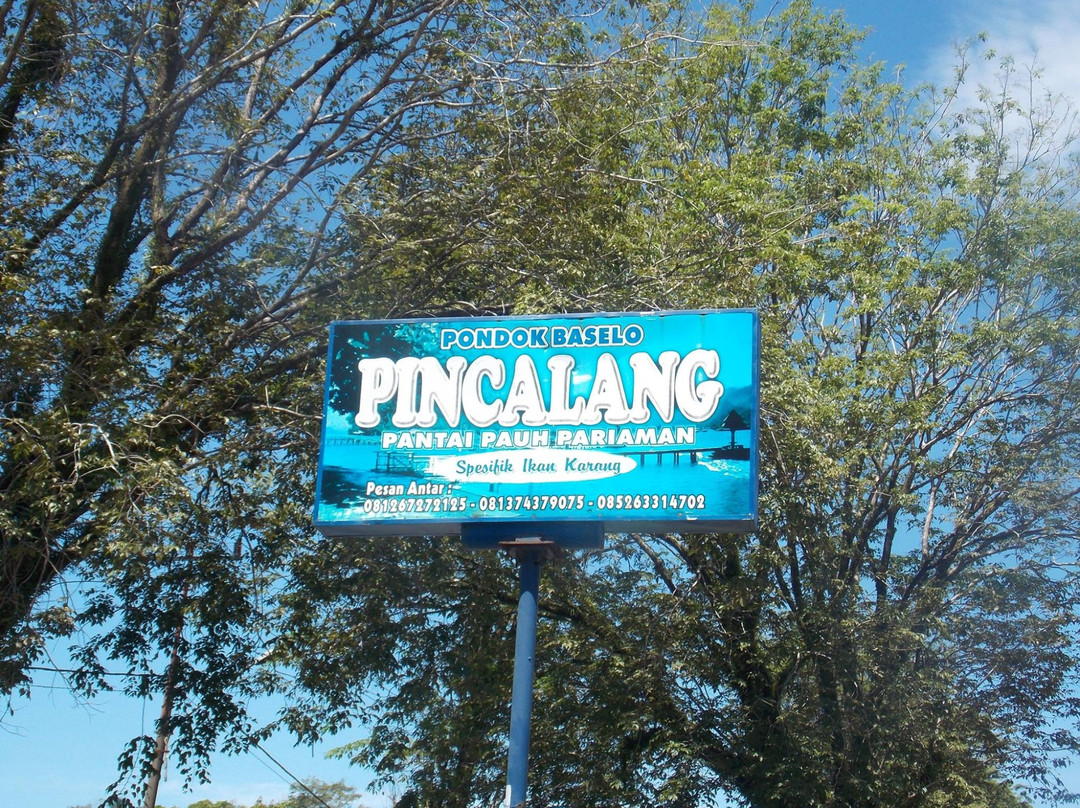 PONDOK BASELO
PINCALANG
PANTAI PAUH PARIAMAN
Spesifik Ikan Karang
Pesan Antar :
081267272125 - 081374379075 - 085263314702